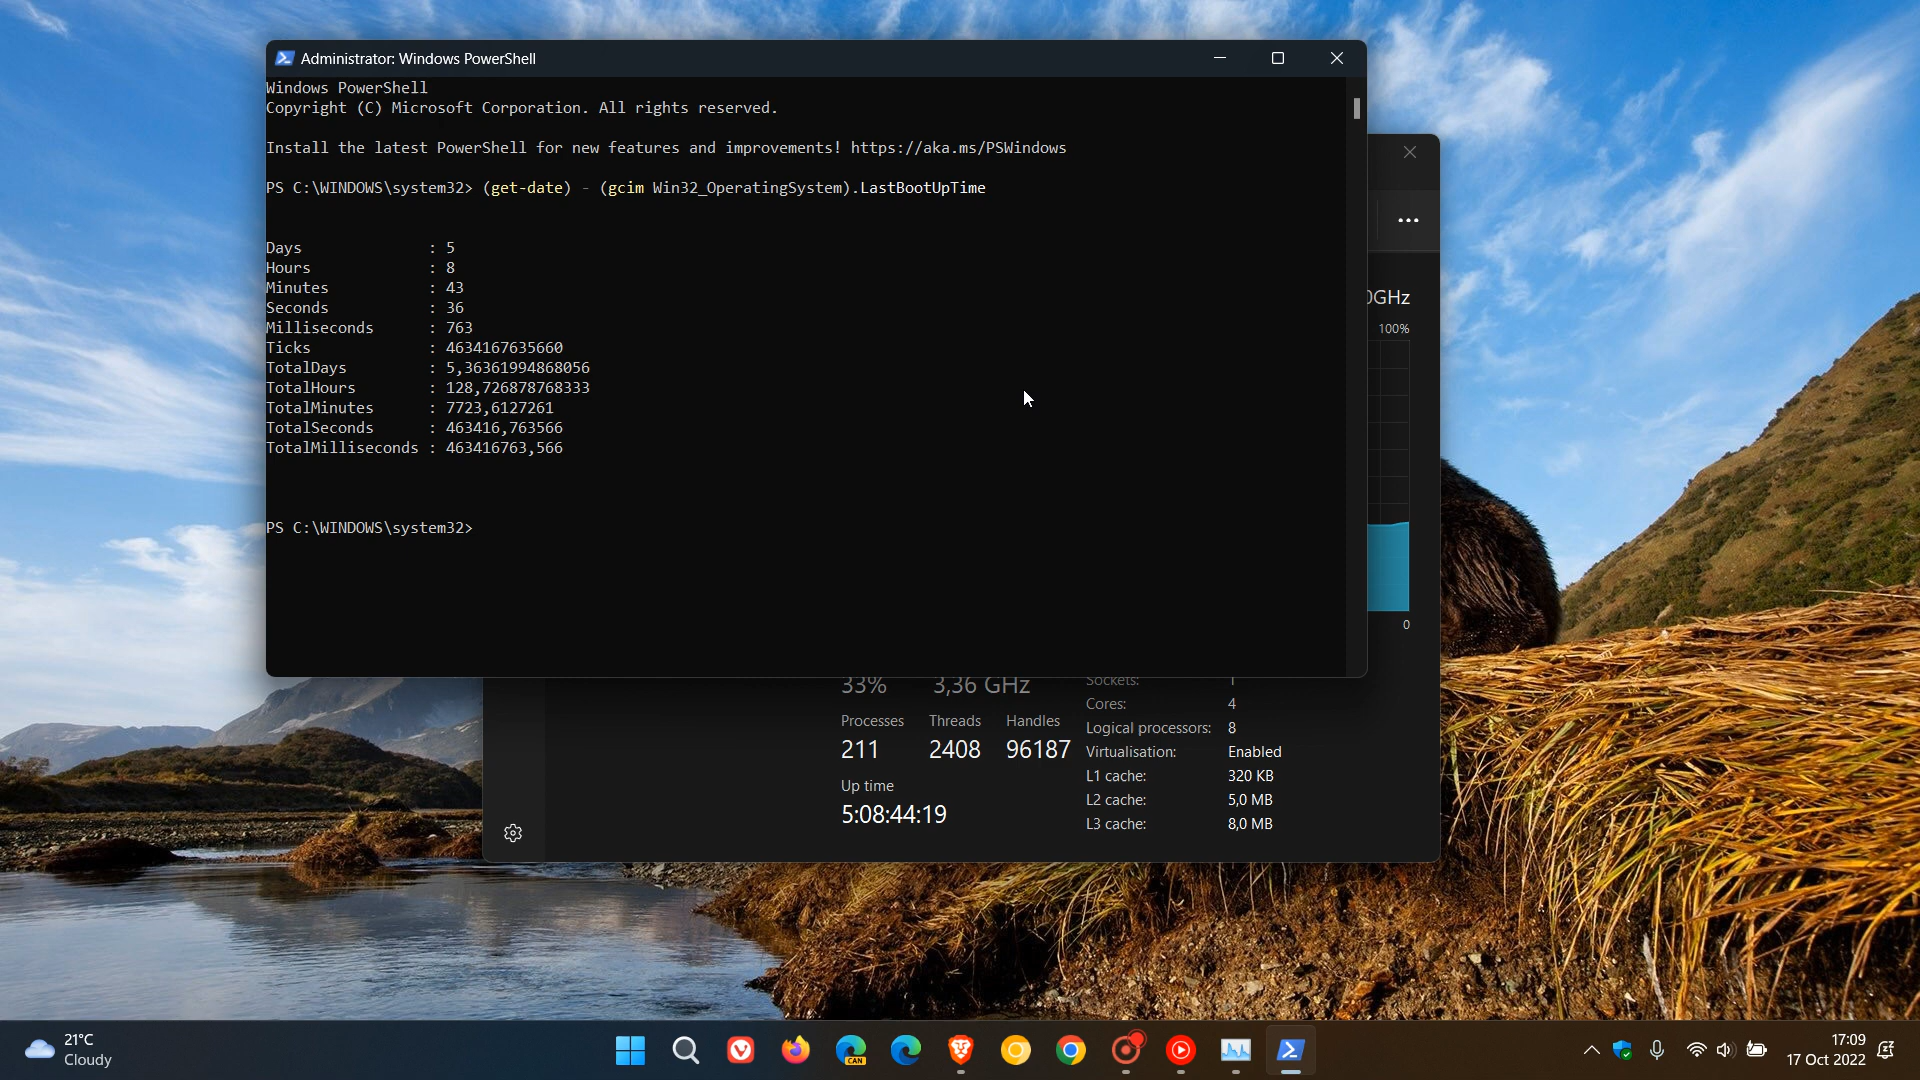 Administrator: Windows PowerShell
Windows PowerShell
Copyright (C) Microsoft Corporation. All rights reserved.
Install the latest PowerShell for new features and improvements! https://aka.ms/PSWindows
PS C:\WINDOWS\system32> (get-date) - (gcim Win32_OperatingSystem).LastBootUpTime
Days : 5
Hours : 8
Minutes : 43
Seconds : 36
Milliseconds : 763
Ticks : 4634167635660
TotalDays : 5,36361994868056
TotalHours : 128,726878768333
TotalMinutes : 7723,6127261
TotalSeconds : 463416,763566
TotalMilliseconds : 463416763,566
PS C:\WINDOWS\system32>
0GHz
100%
0
33% 3,36 GHz
Processes Threads Handles
211 2408 96187
Up time
5:08:44:19
Sockets: 1
Cores: 4
Logical processors: 8
Virtualisation: Enabled
L1 cache: 320 KB
L2 cache: 5,0 MB
L3 cache: 8,0 MB
21°C
Cloudy
CAN
17:09
17 Oct 2022